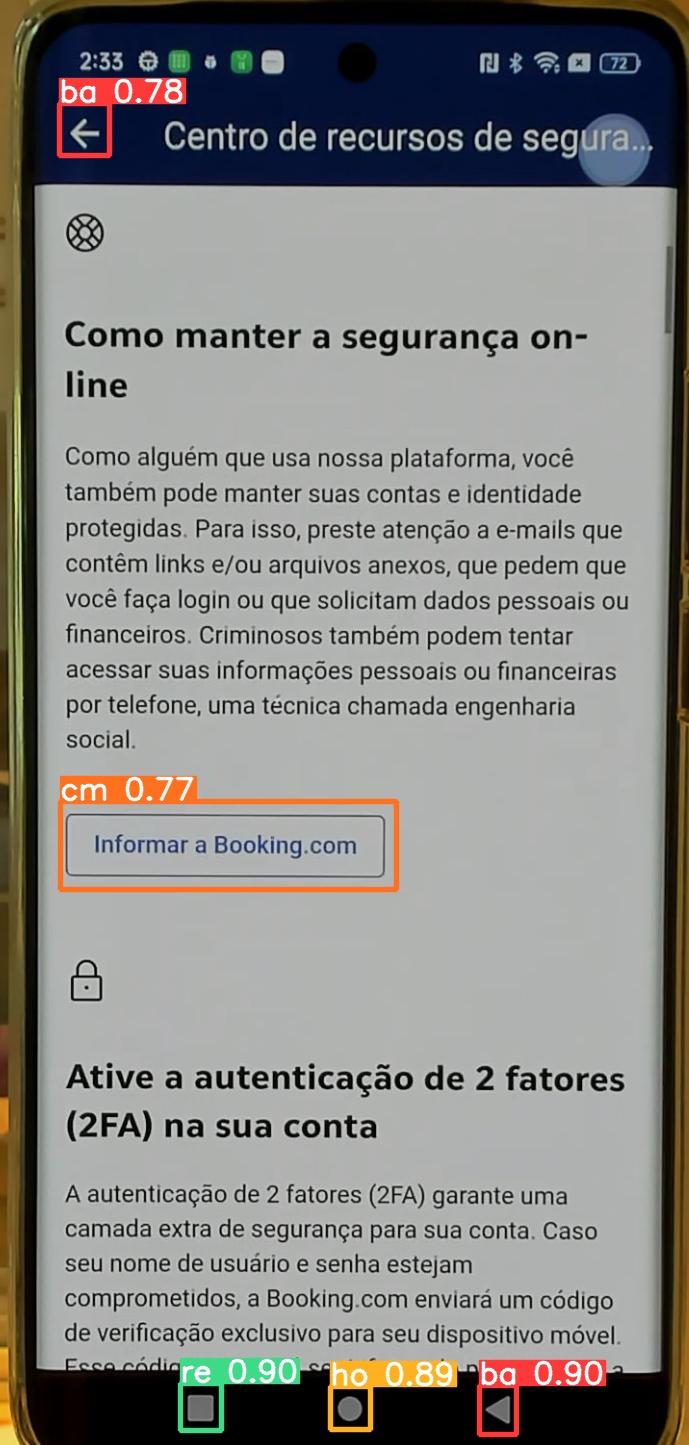 2:33
72
ba 0.78
Centro de recursos de segura...
Como manter a segurança on-
line
Como alguém que usa nossa plataforma, você
também pode manter suas contas e identidade
protegidas. Para isso, preste atenção a e-mails que
contêm links e/ou arquivos anexos, que pedem que
você faça login ou que solicitam dados pessoais ou
financeiros. Criminosos também podem tentar
acessar suas informações pessoais ou financeiras
por telefone, uma técnica chamada engenharia
social.
cm 0.77
Informar a Booking.com
Ative a autenticação de 2 fatores
(2FA) na sua conta
A autenticação de 2 fatores (2FA) garante uma
camada extra de segurança para sua conta. Caso
seu nome de usuário e senha estejam
comprometidos, a Booking.com enviará um código
de verificação exclusivo para seu dispositivo móvel.
Esse
re 0.90
ho 0.89
ba 0.90